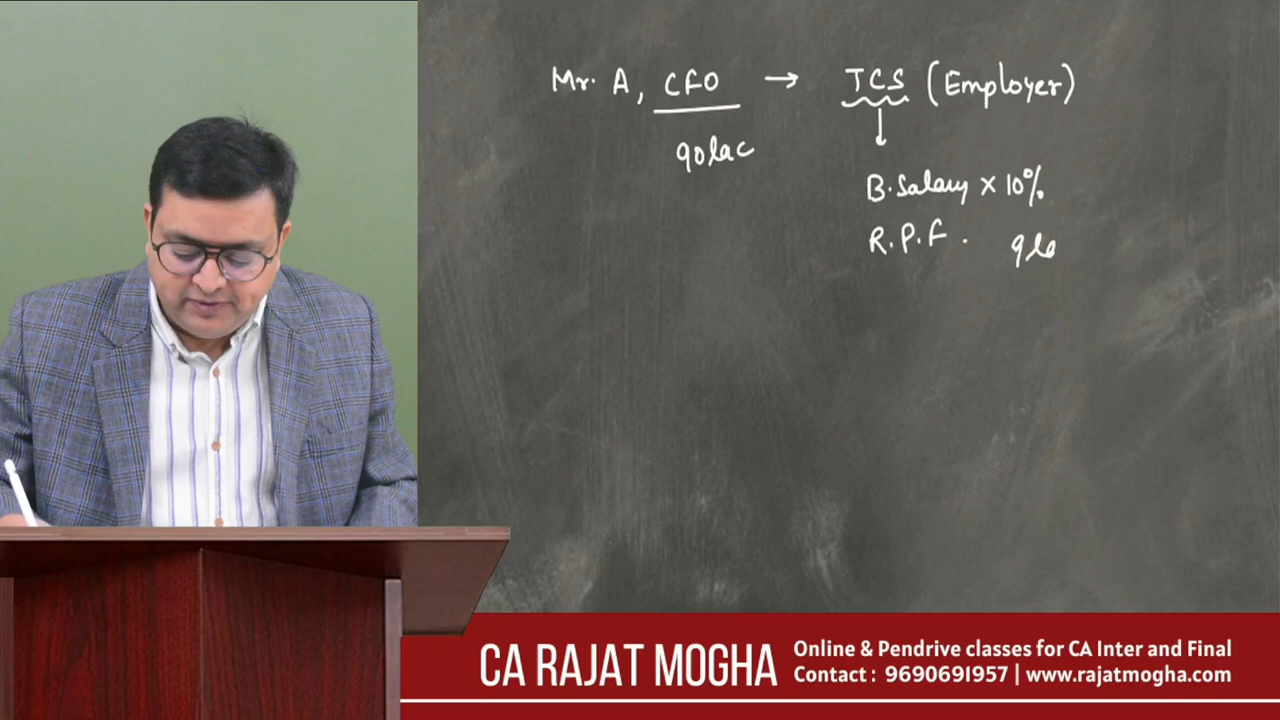 Mr. A, CFO → TCS (Employer)
90lac
B.Salary × 10%
R.P.F.
CA RAJAT MOGHA
Online & Pendrive classes for CA Inter and Final
Contact : 9690691957 | www.rajatmogha.com